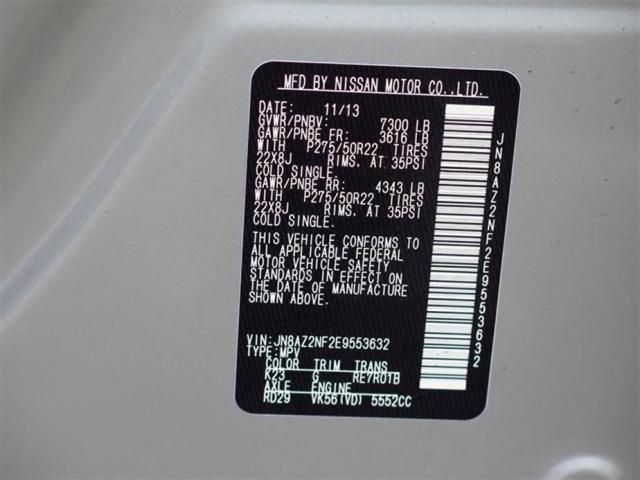 MFD BY NISSAN MOTOR CO.,LTD.
DATE: 11/13
GVWR/PNBV: 7300 LB
GAWR/PNBE FR: 3616 LB
WITH P275/50R22 TIRES
22X8J RIMS. AT 35PSI
COLD SINGLE.
GAWR/PNBE RR: 4343 LB
WITH P275/50R22 TIRES
22X8J RIMS. AT 35PSI
COLD SINGLE.
THIS VEHICLE CONFORMS TO
ALL APPLICABLE FEDERAL
MOTOR VEHICLE SAFETY
STANDARDS IN EFFECT ON
THE DATE OF MANUFACTURE
SHOWN ABOVE.
VIN:JN8AZ2NF2E9553632
TYPE:MPV
COLOR TRIM TRANS
K23 G RE7R01B
AXLE ENGINE
RD29 VK56(VD) 5552CC
JN8AZ2NF2E9553632